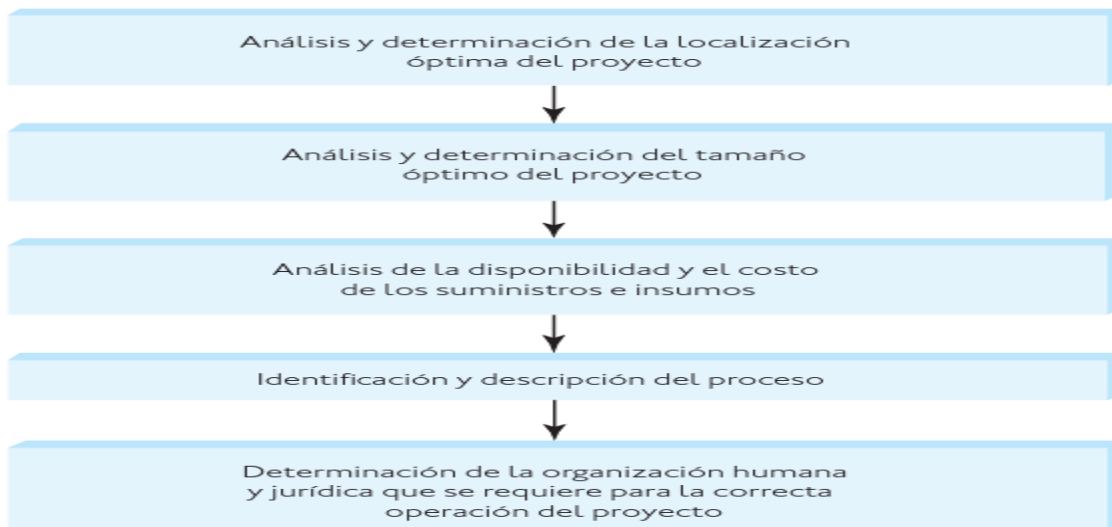 Análisis y determinación de la localización
óptima del proyecto
Análisis y determinación del tamaño
óptimo del proyecto
Análisis de la disponibilidad y el costo
de los suministros e insumos
Identificación y descripción del proceso
Determinación de la organización humana
y jurídica que se requiere para la correcta
operación del proyecto